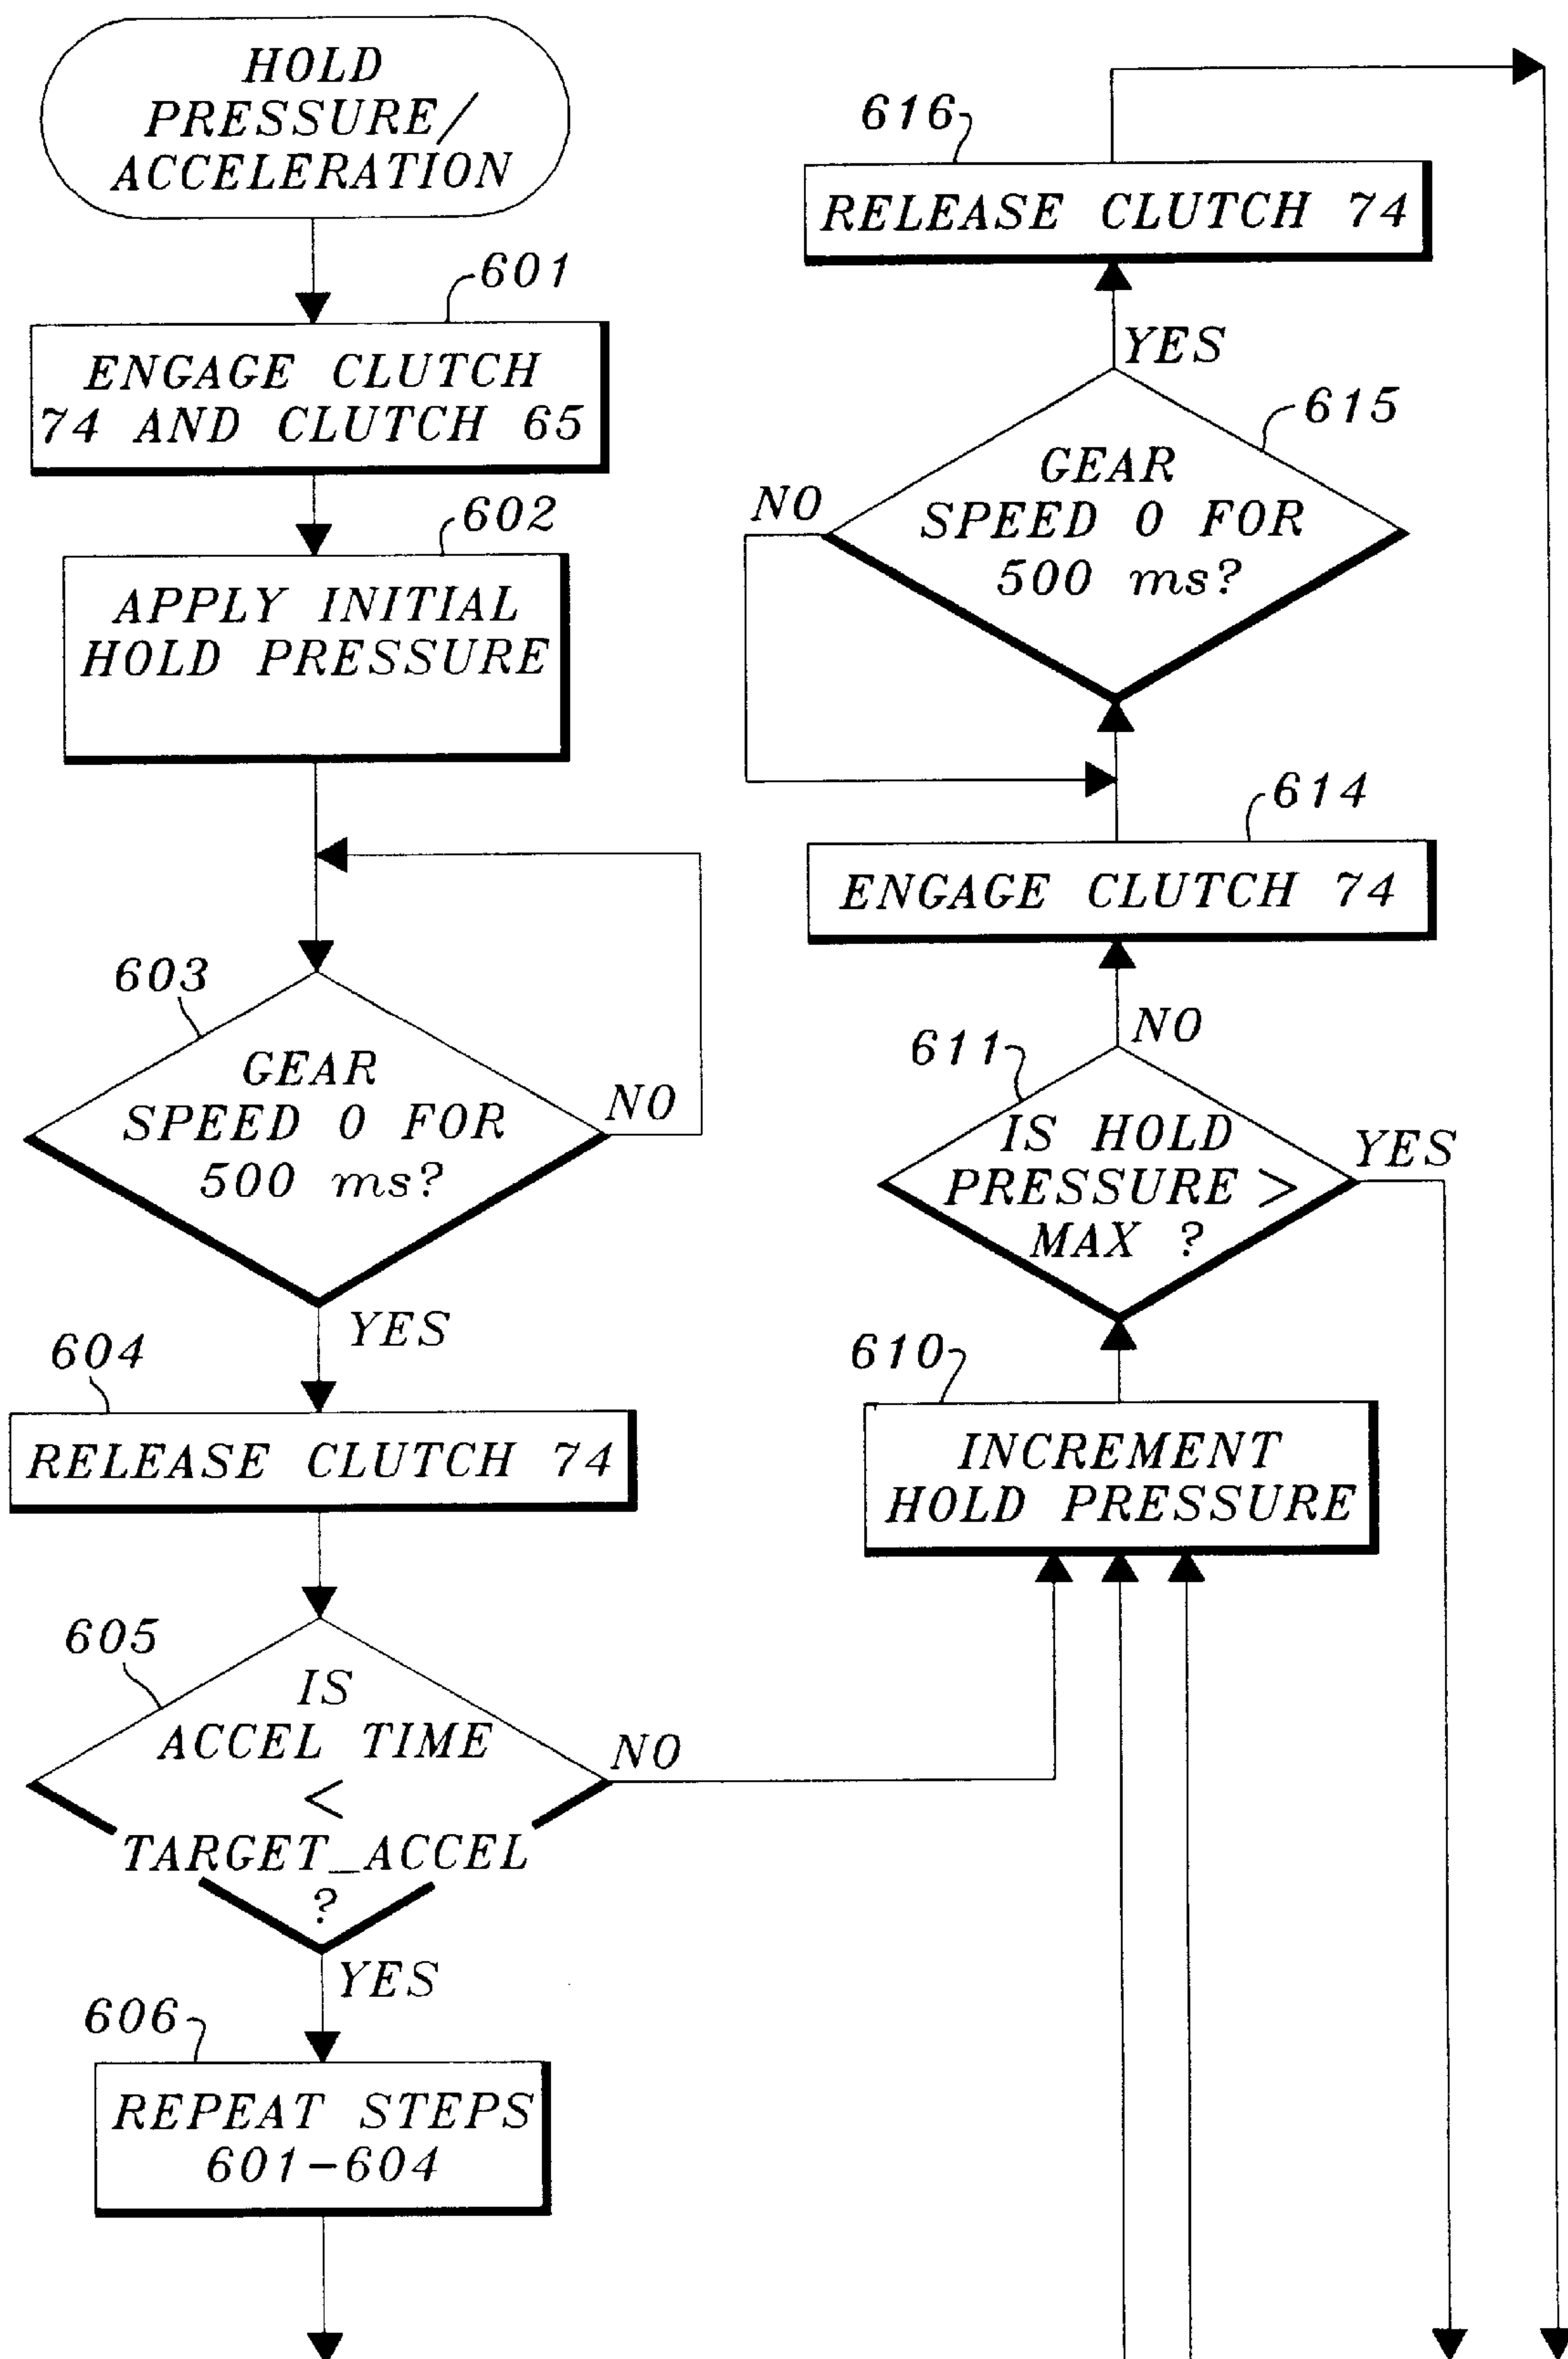 HOLD
PRESSURE/
ACCELERATION
601
ENGAGE CLUTCH
74 AND CLUTCH 65
602
APPLY INITIAL
HOLD PRESSURE
603
GEAR
SPEED 0 FOR
500 ms?
NO
YES
604
RELEASE CLUTCH 74
605
IS
ACCEL TIME
<
TARGET_ACCEL
?
NO
YES
606
REPEAT STEPS
601-604
616
RELEASE CLUTCH 74
YES
615
GEAR
SPEED 0 FOR
500 ms?
NO
614
ENGAGE CLUTCH 74
NO
611
IS HOLD
PRESSURE >
MAX ?
YES
610
INCREMENT
HOLD PRESSURE